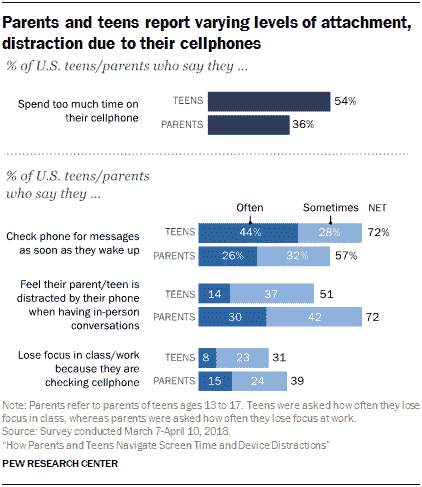 Parents and teens report varying levels of attachment,
distraction due to their cellphones
% of U.S. teens/parents who say they ...
Spend too much time on
their cellphone
TEENS 54%
PARENTS 36%
% of U.S. teens/parents
who say they ...
Often Sometimes NET
Check phone for messages
as soon as they wake up
TEENS 44% 28% 72%
PARENTS 26% 32% 57%
Feel their parent/teen is
distracted by their phone
when having in-person
conversations
TEENS 14 37 51
PARENTS 30 42 72
Lose focus in class/work
because they are
checking cellphone
TEENS 8 23 31
PARENTS 15 24 39
Note: Parents refer to parents of teens ages 13 to 17. Teens were asked how often they lose
focus in class, whereas parents were asked how often they lose focus at work.
Source: Survey conducted March 7-April 10, 2018.
“How Parents and Teens Navigate Screen Time and Device Distractions”
PEW RESEARCH CENTER